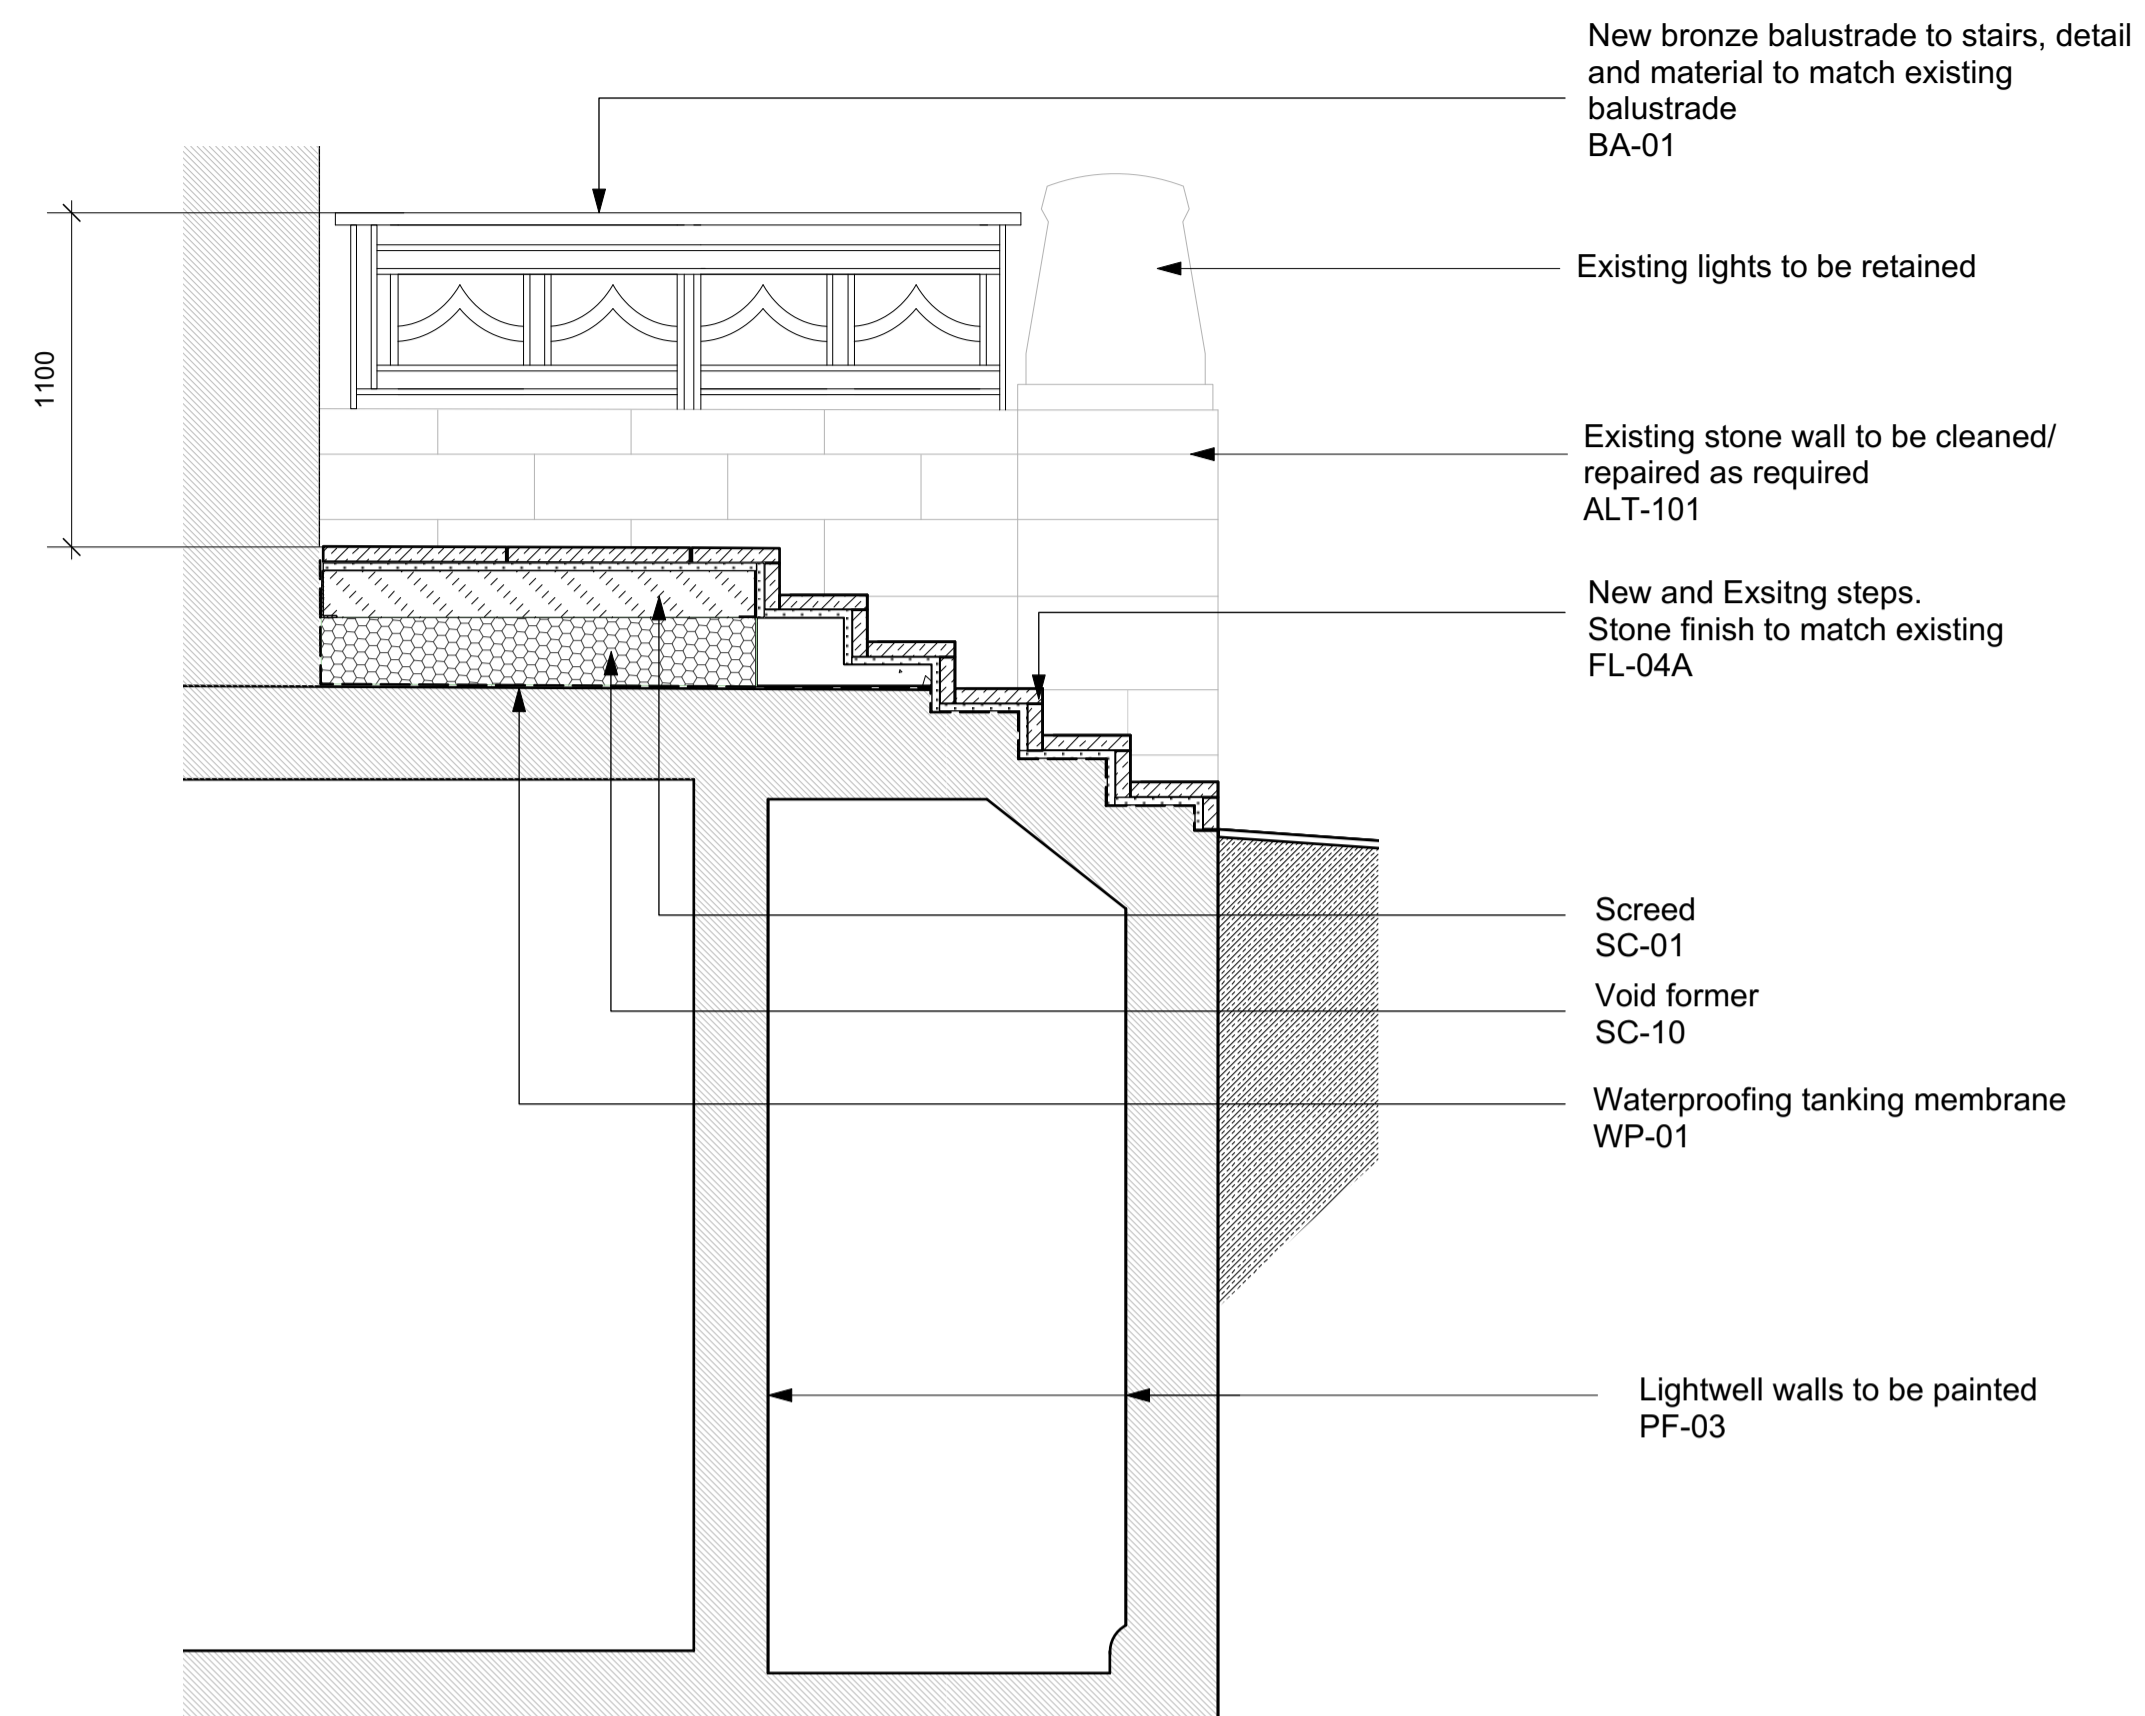 New bronze balustrade to stairs, detail
and material to match existing
balustrade
BA-01
Existing lights to be retained
1100
Existing stone wall to be cleaned/
repaired as required
ALT-101
New and Exsitng steps.
Stone finish to match existing
FL-04A
Screed
SC-01
Void former
SC-10
Waterproofing tanking membrane
WP-01
Lightwell walls to be painted
PF-03